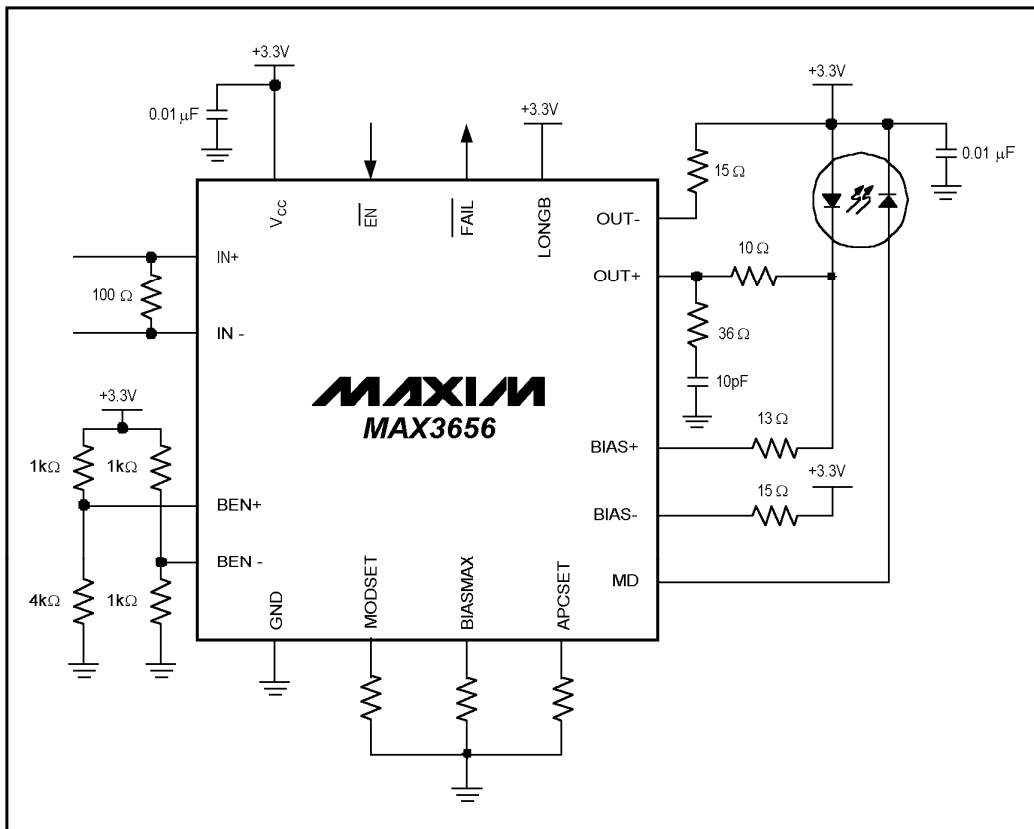 +3.3V
0.01 µF
+3.3V
+3.3V
0.01 µF
15 Ω
VCC
EN
FAIL
LONGB
OUT-
IN+
100 Ω
IN -
OUT+
10 Ω
36 Ω
10pF
MAXIM
MAX3656
+3.3V
1kΩ
1kΩ
BEN+
BEN -
4kΩ
1kΩ
BIAS+
13 Ω
+3.3V
BIAS-
15 Ω
MD
GND
MODSET
BIASMAX
APCSET